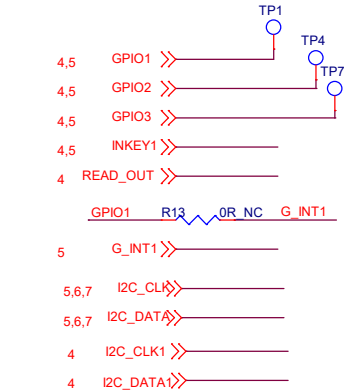 TP1
TP4
4,5 GPIO1
TP7
4,5 GPIO2
4,5 GPIO3
4,5 INKEY1
4 READ_OUT
GPIO1 R13 0R_NC G_INT1
5 G_INT1
5,6,7 I2C_CLK
5,6,7 I2C_DATA
4 I2C_CLK1
4 I2C_DATA1